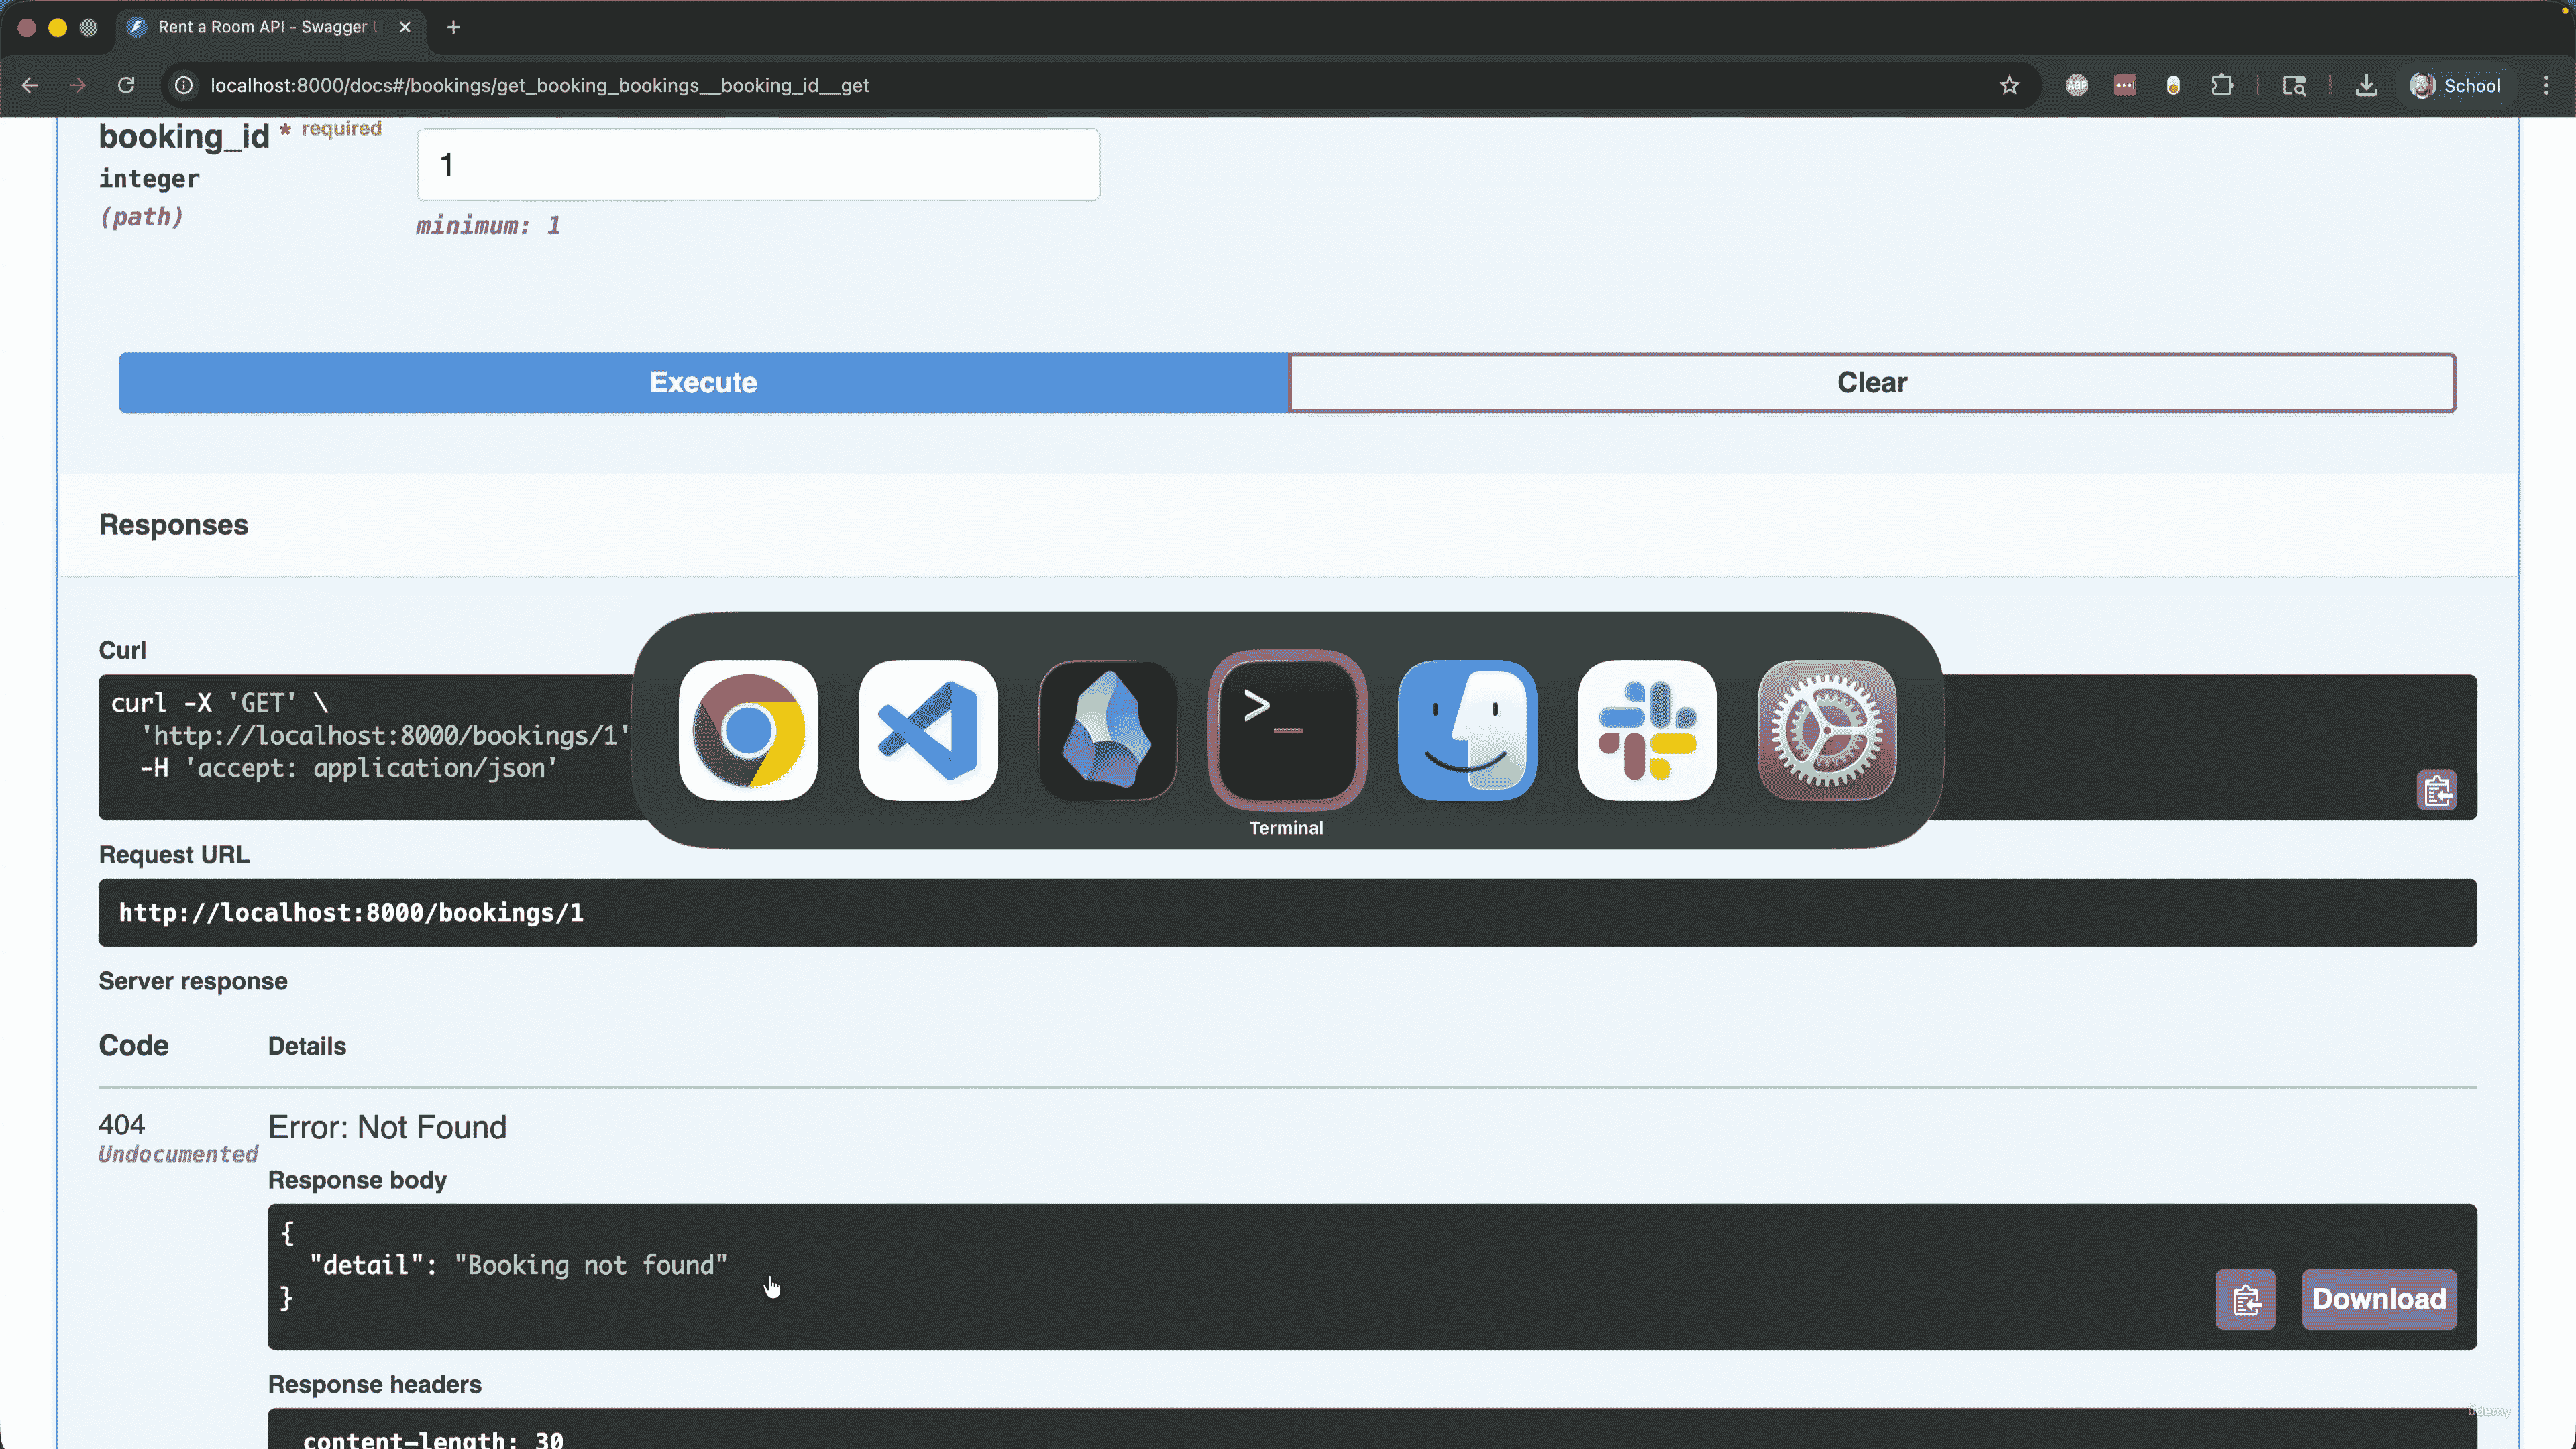 Rent a Room API - Swagger U
localhost:8000/docs#/bookings/get_booking_bookings__booking_id__get
ABP
School
booking_id * required
1
integer
(path)
minimum: 1
Execute
Clear
Responses
Curl
curl -X 'GET' \
'http://localhost:8000/bookings/1'
-H 'accept: application/json'
Terminal
Request URL
http://localhost:8000/bookings/1
Server response
Code Details
404
Undocumented
Error: Not Found
Response body
{
"detail": "Booking not found"
}
Download
Response headers
content-length: 30
Udemy